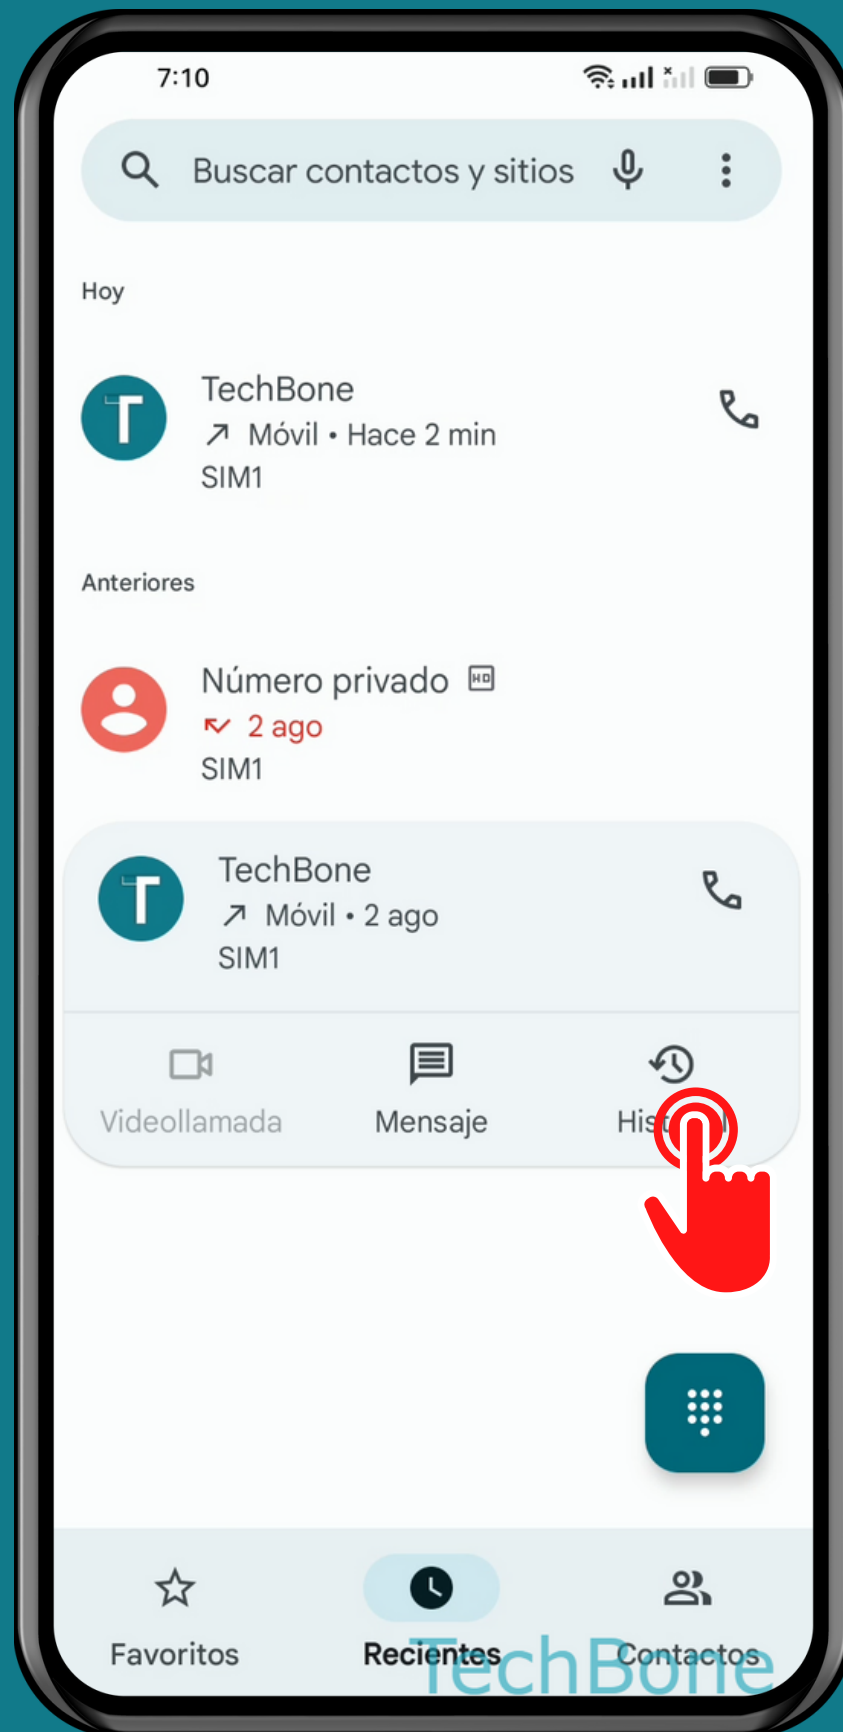 7:10
Buscar contactos y sitios
Hoy
TechBone
Móvil • Hace 2 min
SIM1
Anteriores
Número privado HD
2 ago
SIM1
TechBone
Móvil • 2 ago
SIM1
Videollamada Mensaje
Favoritos Recientes Contactos
TechBone